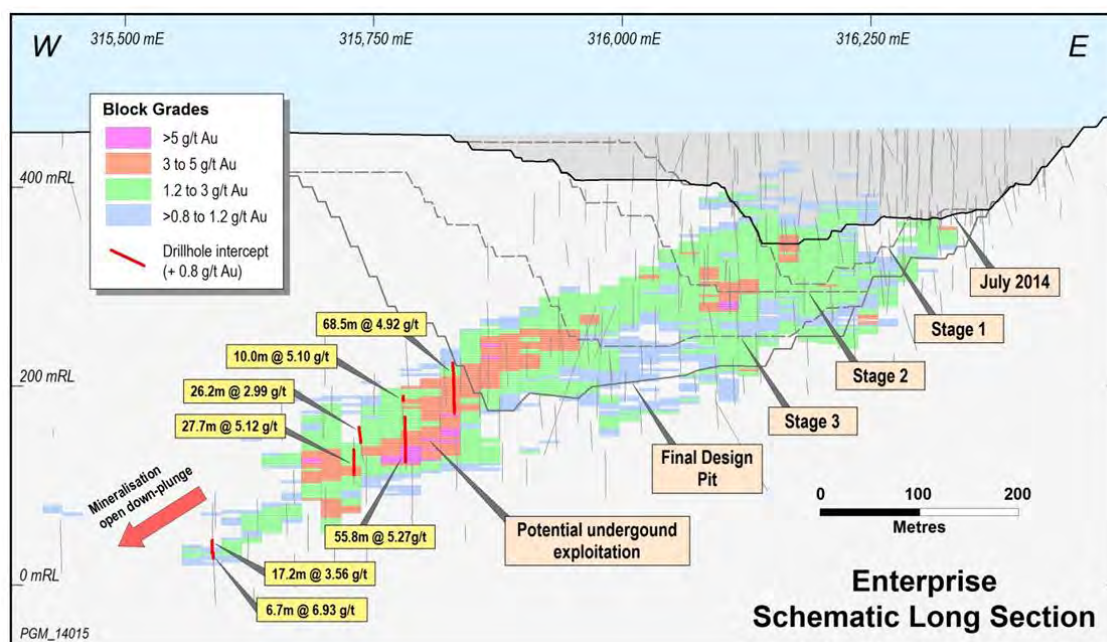 W
315,500 mE
315,750 mE
316,000 mE
316,250 mE
E
Block Grades
>5 g/t Au
3 to 5 g/t Au
1.2 to 3 g/t Au
>0.8 to 1.2 g/t Au
Drillhole intercept
(+ 0.8 g/t Au)
400 mRL
200 mRL
0 mRL
68.5m @ 4.92 g/t
10.0m @ 5.10 g/t
26.2m @ 2.99 g/t
27.7m @ 5.12 g/t
July 2014
Stage 1
Stage 2
Stage 3
Final Design
Pit
Mineralisation
open down-plunge
55.8m @ 5.27g/t
Potential undergound
exploitation
17.2m @ 3.56 g/t
6.7m @ 6.93 g/t
0 100 200
Metres
Enterprise
Schematic Long Section
PGM_14015